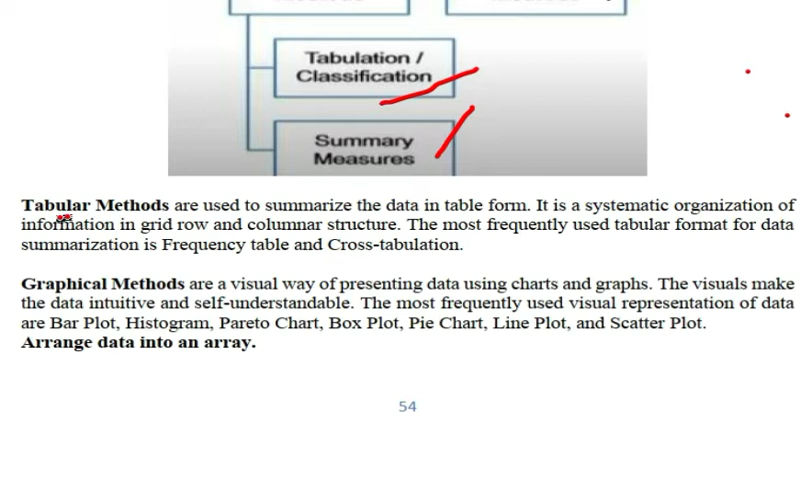 Tabulation /
Classification
Summary
Measures
Tabular Methods are used to summarize the data in table form. It is a systematic organization of
information in grid row and columnar structure. The most frequently used tabular format for data
summarization is Frequency table and Cross-tabulation.
Graphical Methods are a visual way of presenting data using charts and graphs. The visuals make
the data intuitive and self-understandable. The most frequently used visual representation of data
are Bar Plot, Histogram, Pareto Chart, Box Plot, Pie Chart, Line Plot, and Scatter Plot.
Arrange data into an array.
54